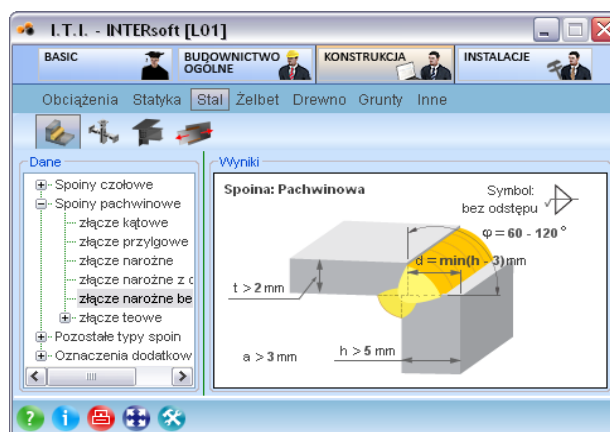 I.T.I. - INTERsoft [L01]
BASIC
BUDOWNICTWO
OGÓLNE
KONSTRUKCJA
INSTALACJE
Obciążenia Statyka Stal Żelbet Drewno Grunty Inne
Dane
Spoiny czołowe
Spoiny pachwinowe
złącze kątowe
złącze przylgowe
złącze narożne
złącze narożne z
złącze narożne be
złącze teowe
Pozostałe typy spoin
Oznaczenia dodatkow
Wyniki
Spoina: Pachwinowa
Symbol:
bez odstępu
φ = 60 - 120 °
d = min(h - 3)mm
t > 2 mm
a > 3 mm
h > 5 mm